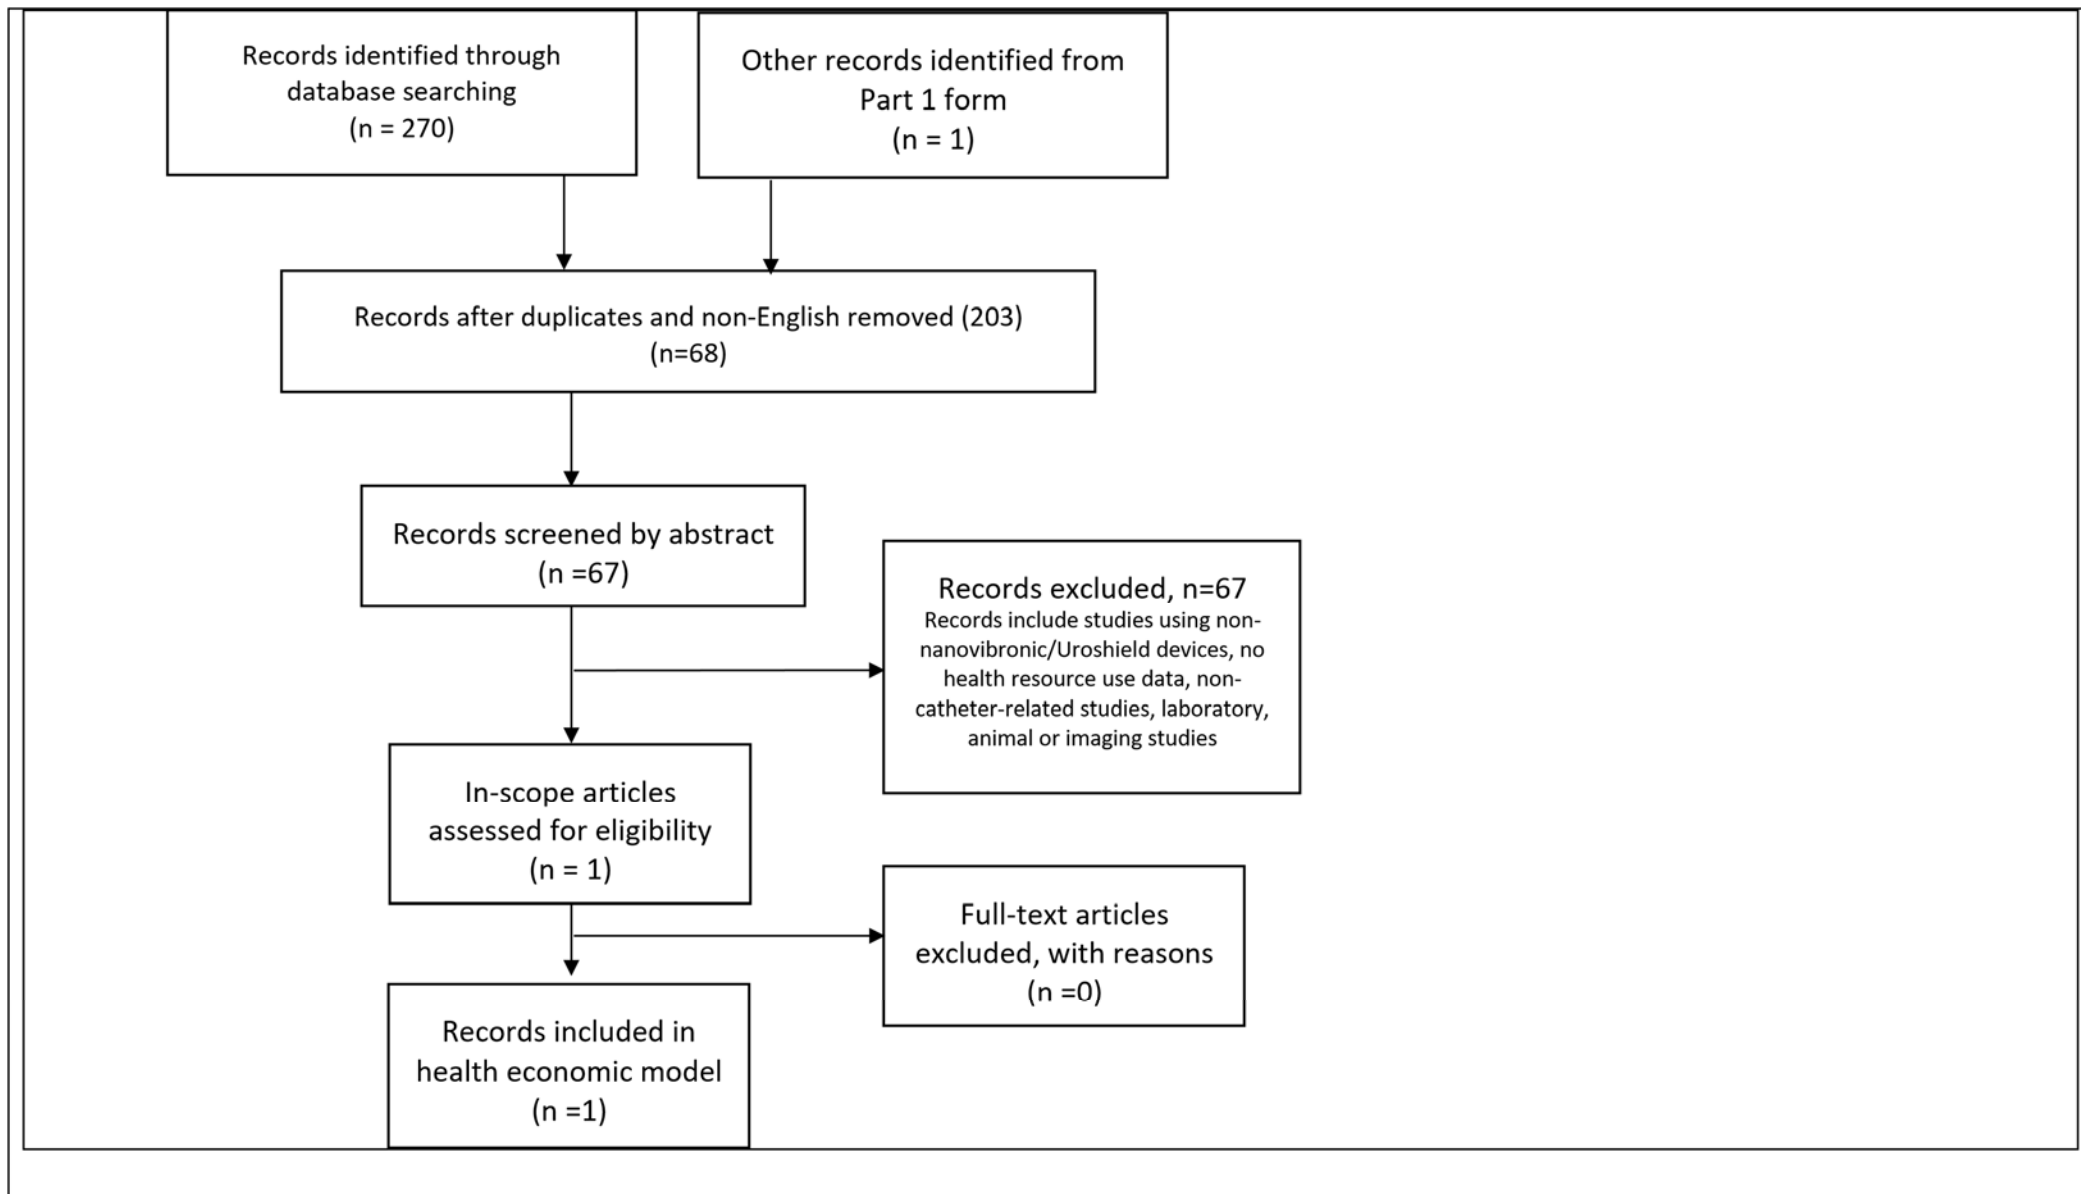 Records identified through
database searching
(n = 270)
Other records identified from
Part 1 form
(n = 1)
Records after duplicates and non-English removed (203)
(n=68)
Records screened by abstract
(n =67)
Records excluded, n=67
Records include studies using non-
nanovibronic/Uroshield devices, no
health resource use data, non-
catheter-related studies, laboratory,
animal or imaging studies
In-scope articles
assessed for eligibility
(n = 1)
Full-text articles
excluded, with reasons
(n =0)
Records included in
health economic model
(n =1)